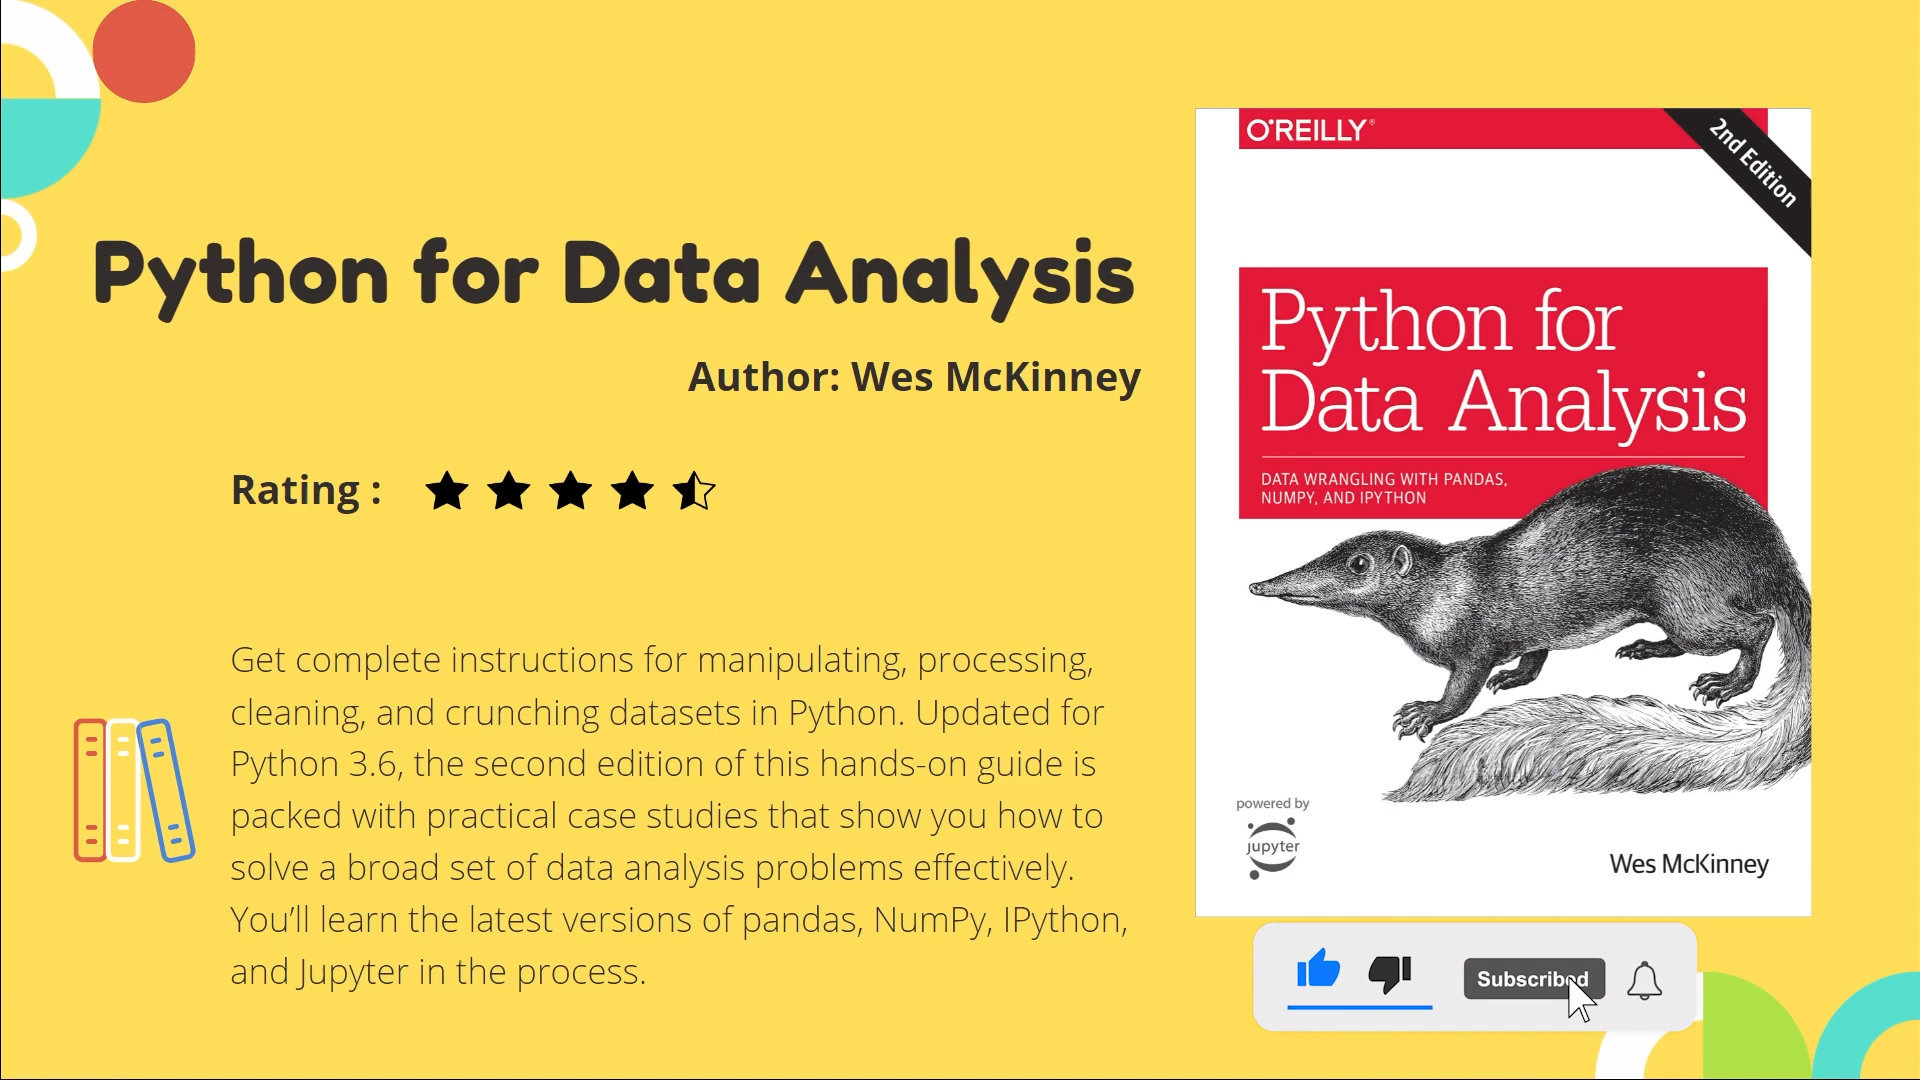 Python for Data Analysis
Author: Wes McKinney
Rating :
Get complete instructions for manipulating, processing,
cleaning, and crunching datasets in Python. Updated for
Python 3.6, the second edition of this hands-on guide is
packed with practical case studies that show you how to
solve a broad set of data analysis problems effectively.
You’ll learn the latest versions of pandas, NumPy, IPython,
and Jupyter in the process.
O'REILLY®
2nd Edition
Python for
Data Analysis
DATA WRANGLING WITH PANDAS,
NUMPY, AND IPYTHON
powered by
jupyter
Wes McKinney
Subscribed